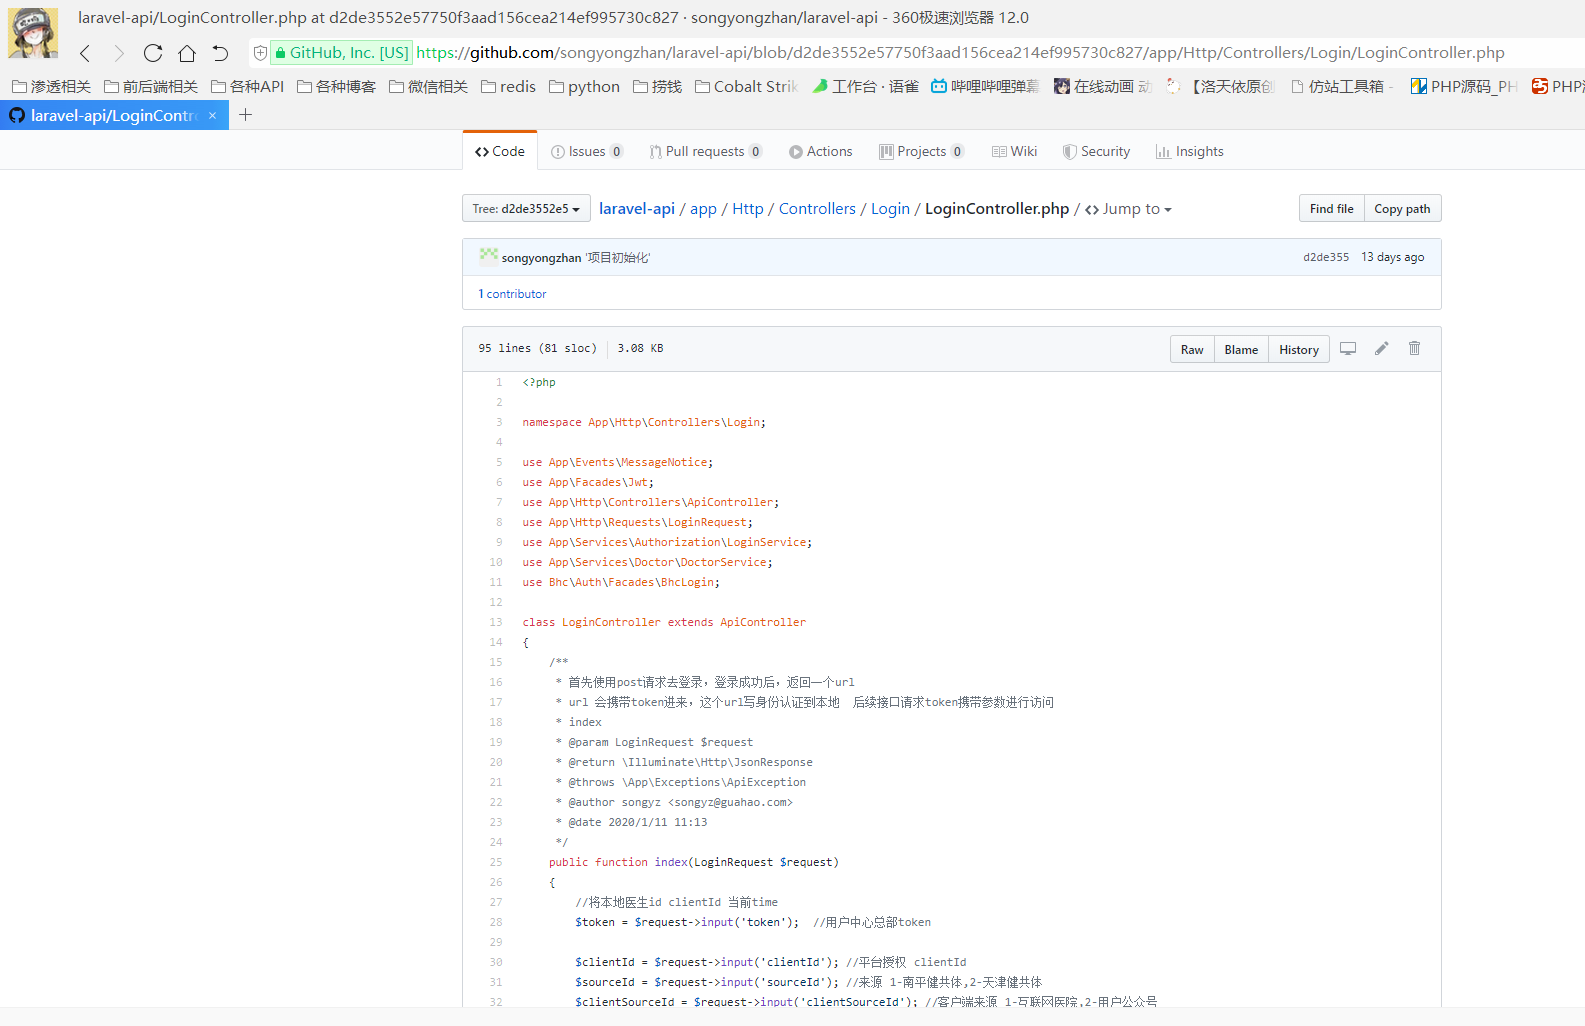 laravel-api/LoginController.php at d2de3552e57750f3aad156cea214ef995730c827 · songyongzhan/laravel-api - 360极速浏览器 12.0
GitHub, Inc. [US] https://github.com/songyongzhan/laravel-api/blob/d2de3552e57750f3aad156cea214ef995730c827/app/Http/Controllers/Login/LoginController.php
渗透相关 前后端相关 各种API 各种博客 微信相关 redis python 捞钱 Cobalt Strik 工作台 · 语雀 哔哩哔哩弹幕 在线动画 动 【洛天依原创 仿站工具箱 - PHP源码_PH PHP
laravel-api/LoginContr × +
Code Issues 0 Pull requests 0 Actions Projects 0 Wiki Security Insights
Tree: d2de3552e5 laravel-api / app / Http / Controllers / Login / LoginController.php / <> Jump to Find file Copy path
songyongzhan '项目初始化' d2de355 13 days ago
1 contributor
95 lines (81 sloc) 3.08 KB Raw Blame History
1 <?php
2
3 namespace App\Http\Controllers\Login;
4
5 use App\Events\MessageNotice;
6 use App\Facades\Jwt;
7 use App\Http\Controllers\ApiController;
8 use App\Http\Requests\LoginRequest;
9 use App\Services\Authorization\LoginService;
10 use App\Services\Doctor\DoctorService;
11 use Bhc\Auth\Facades\BhcLogin;
12
13 class LoginController extends ApiController
14 {
15 /**
16 * 首先使用post请求去登录，登录成功后，返回一个url
17 * url 会携带token进来，这个url写身份认证到本地 后续接口请求token携带参数进行访问
18 * index
19 * @param LoginRequest $request
20 * @return \Illuminate\Http\JsonResponse
21 * @throws \App\Exceptions\ApiException
22 * @author songyz <songyz@guahao.com>
23 * @date 2020/1/11 11:13
24 */
25 public function index(LoginRequest $request)
26 {
27 //将本地医生id clientId 当前time
28 $token = $request->input('token'); //用户中心总部token
29
30 $clientId = $request->input('clientId'); //平台授权 clientId
31 $sourceId = $request->input('sourceId'); //来源 1-南平健共体,2-天津健共体
32 $clientSourceId = $request->input('clientSourceId'); //客户端来源 1-互联网医院,2-用户公众号